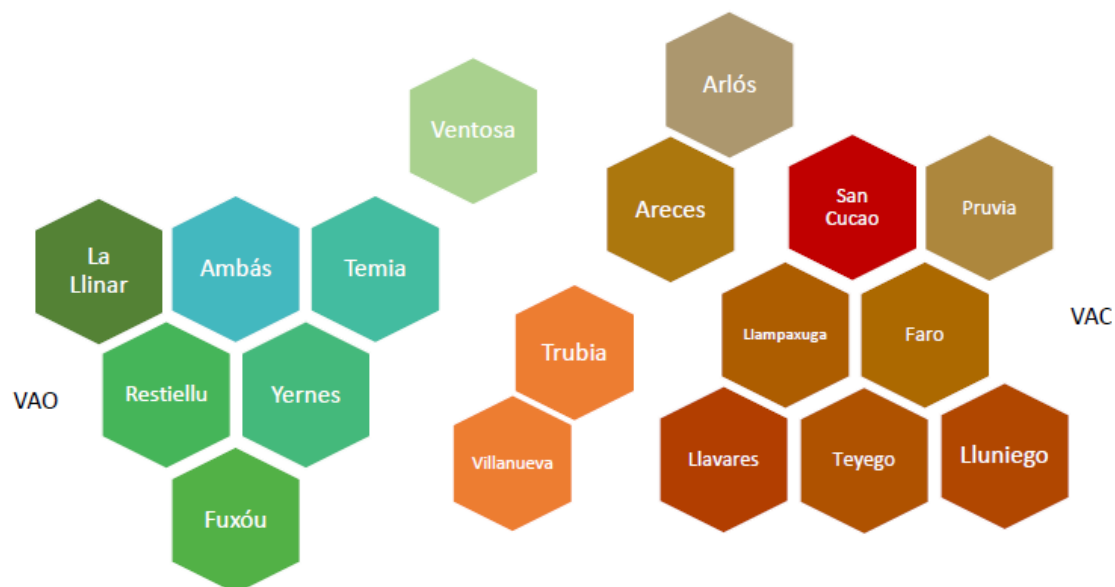 Arlós
Ventosa
San
Cucao
Pruvia
Areces
La
Llinar
Ambás
Temia
VAC
Llampaxuga
Faro
Trubia
Restiellu
Yernes
VAO
Villanueva
Llavares
Teyego
Lluniego
Fuxóu